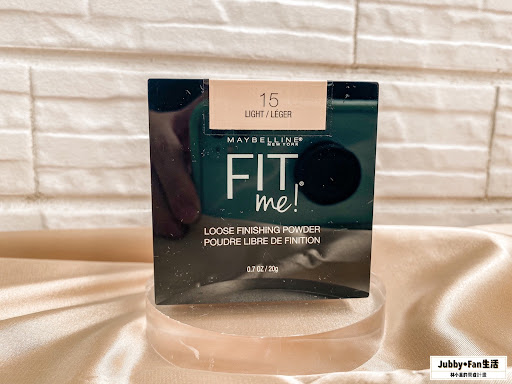 15
LIGHT / LÉGER
MAYBELLINE®
NEW YORK
FIT
me!®
LOOSE FINISHING POWDER
POUDRE LIBRE DE FINITION
0.7 OZ / 20g
Jubby•Fan生活